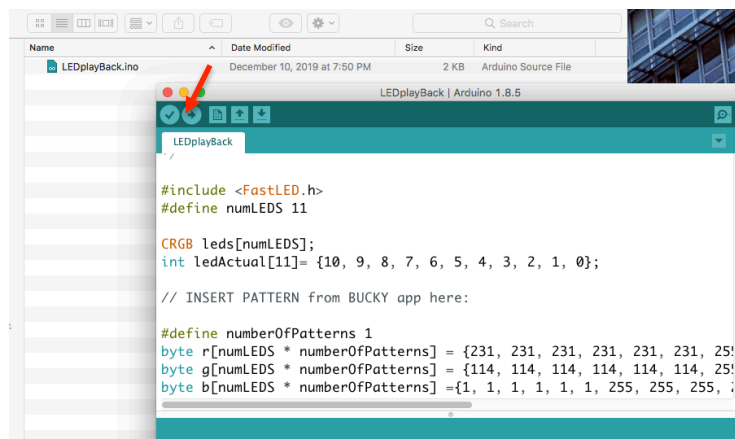 Search
Name Date Modified Size Kind
LEDplayBack.ino December 10, 2019 at 7:50 PM 2 KB Arduino Source File
LEDplayBack | Arduino 1.8.5
LEDplayBack
*/
#include <FastLED.h>
#define numLEDS 11
CRGB leds[numLEDS];
int ledActual[11]= {10, 9, 8, 7, 6, 5, 4, 3, 2, 1, 0};
// INSERT PATTERN from BUCKY app here:
#define numberOfPatterns 1
byte r[numLEDS * numberOfPatterns] = {231, 231, 231, 231, 231, 231,
byte g[numLEDS * numberOfPatterns] = {114, 114, 114, 114, 114, 114,
byte b[numLEDS * numberOfPatterns] ={1, 1, 1, 1, 1, 1, 255, 255, 255,